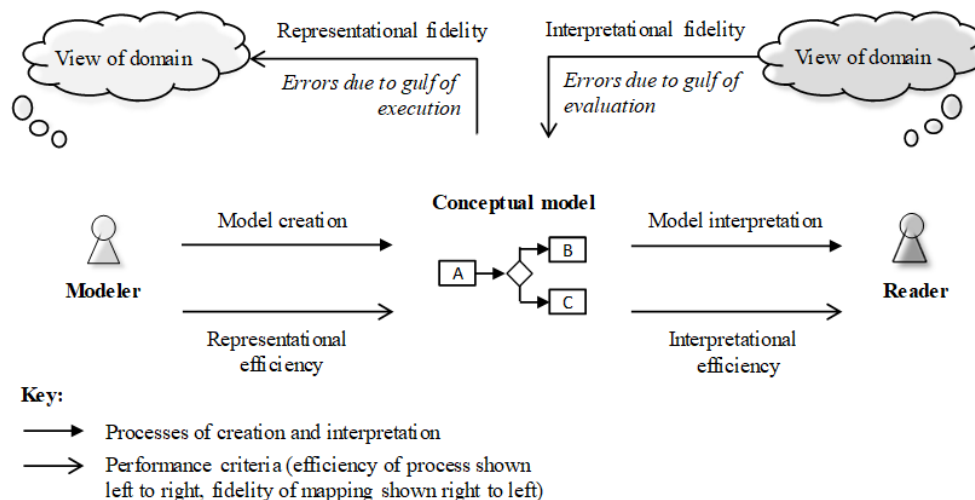 Representational fidelity
Interpretational fidelity
View of domain
View of domain
Errors due to gulf of
execution
Errors due to gulf of
evaluation
Conceptual model
Model creation
Model interpretation
A
B
C
Modeler
Reader
Representational
efficiency
Interpretational
efficiency
Key:
Processes of creation and interpretation
Performance criteria (efficiency of process shown
left to right, fidelity of mapping shown right to left)